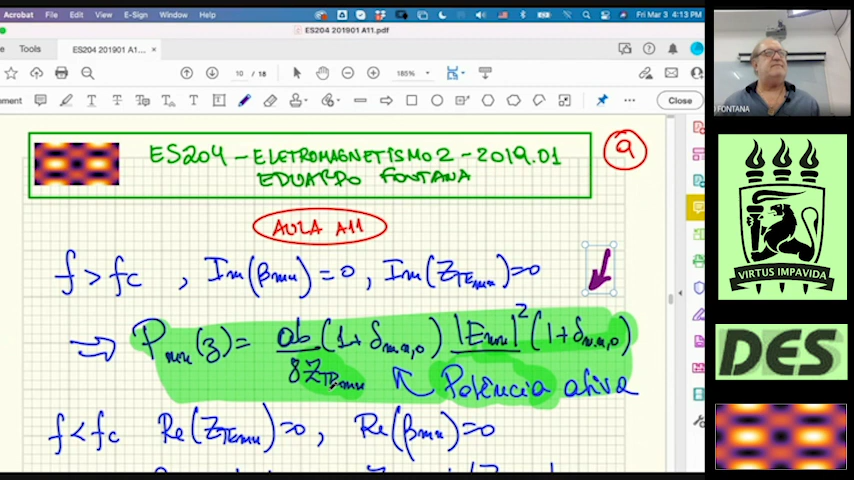 Acrobat File Edit View E-Sign Window Help Fri Mar 3 4:13 PM
ES204 201901 A11.pdf
Tools ES204 201901 A1... ×
10 / 18 185%
mment Close
ES204 - ELETROMAGNETISMO 2 - 2019.01
EDUARDO FONTANA
9
AULA A11
f > fc , Im(βmn) = 0 , Im(ZTEmn) = 0
⇒ Pmn(z) = ab/8ZTEmn (1+δm,0) |Emn|² (1+δn,0)
Potência ativa
f < fc Re(ZTEmn) = 0 , Re(βmn) = 0
FONTANA
VIRTUS IMPAVIDA
DES